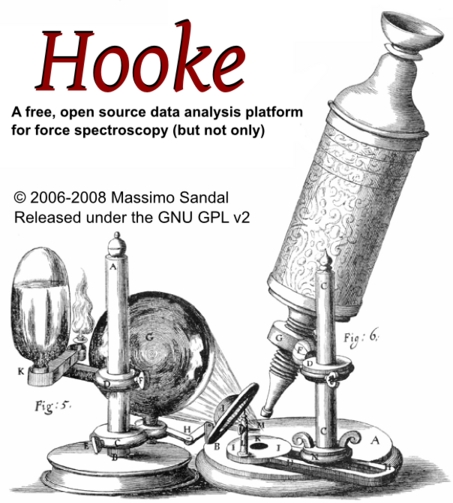 Hooke
A free, open source data analysis platform
for force spectroscopy (but not only)
© 2006-2008 Massimo Sandal
Released under the GNU GPL v2
A
C
G
Fig: 6.
G
E
D
K
D
Fig: 5.
H
I
M
C
A
C
B